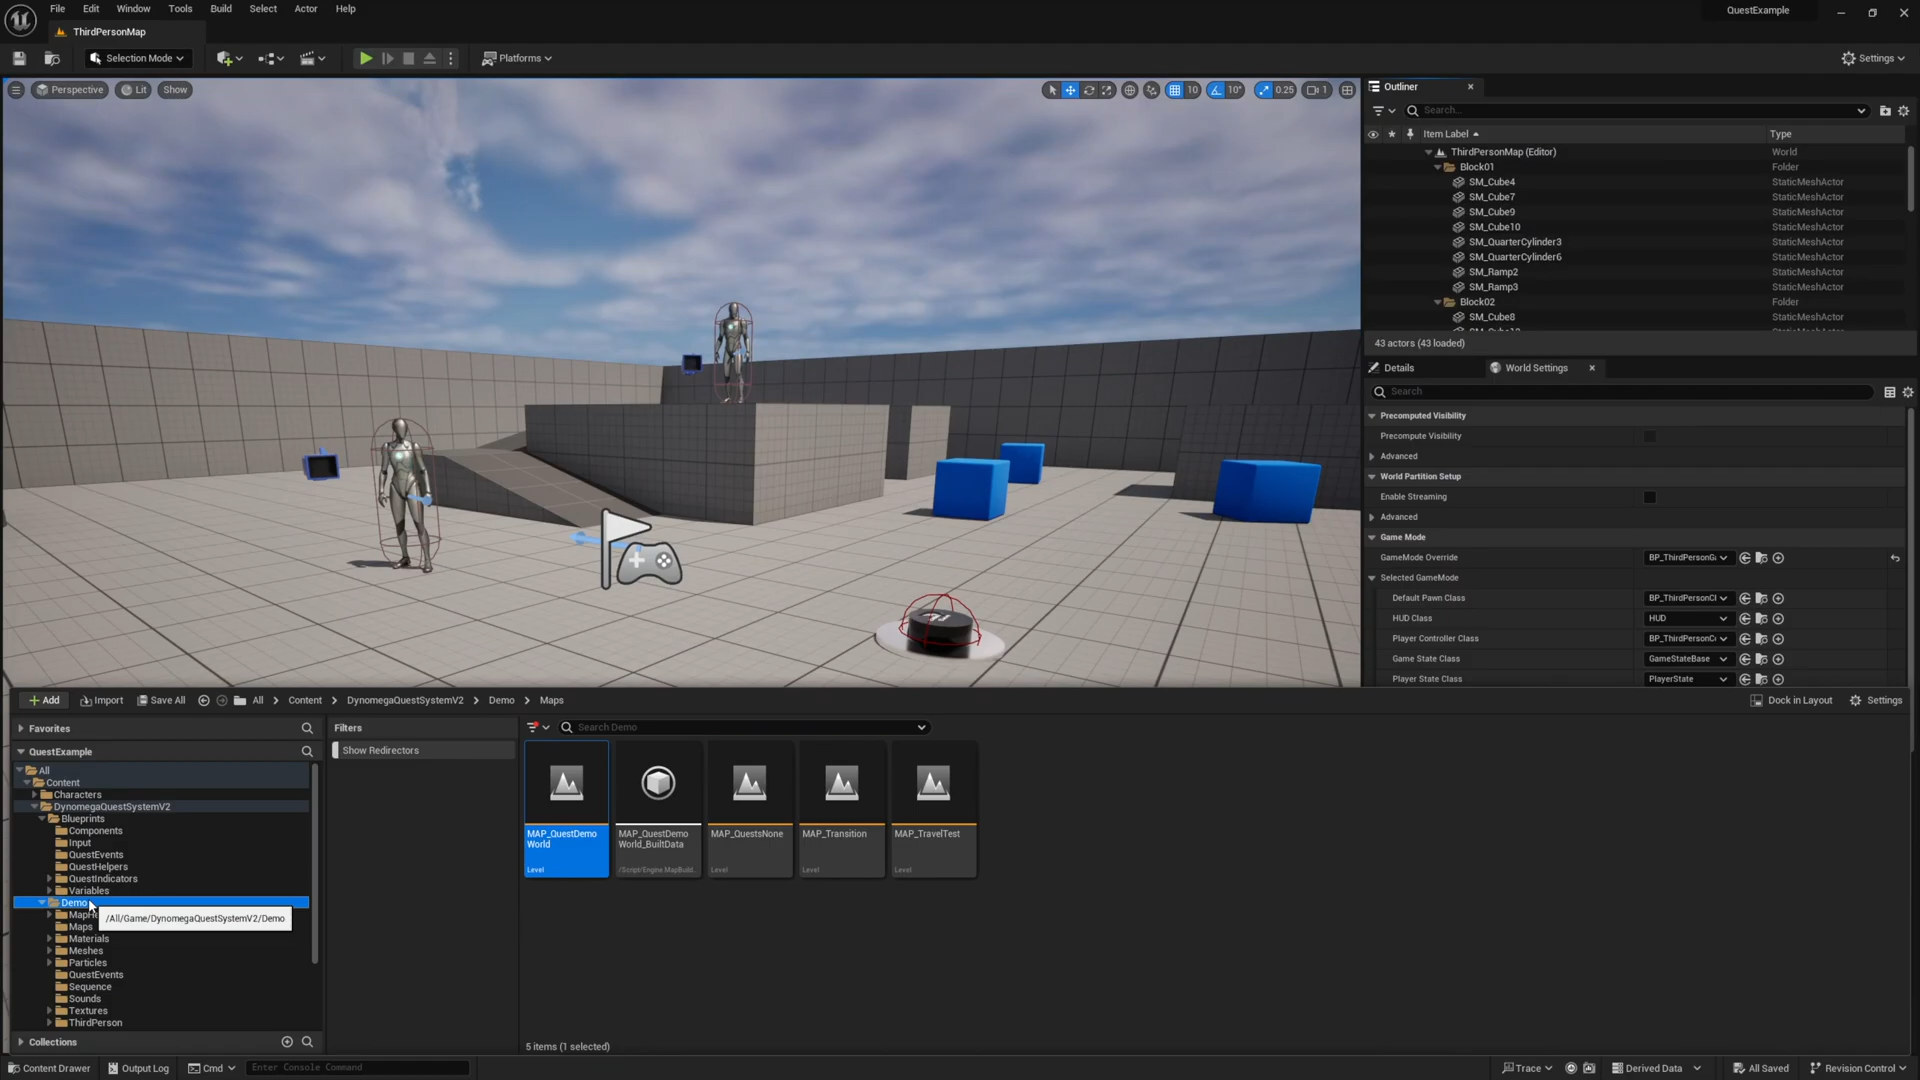 File Edit Window Tools Build Select Actor Help
QuestExample
ThirdPersonMap
Selection Mode
Platforms
Settings
Perspective Lit Show
10 10° 0.25 1
Outliner
Search...
Item Label Type
ThirdPersonMap (Editor) World
Block01 Folder
SM_Cube4 StaticMeshActor
SM_Cube7 StaticMeshActor
SM_Cube9 StaticMeshActor
SM_Cube10 StaticMeshActor
SM_QuarterCylinder3 StaticMeshActor
SM_QuarterCylinder6 StaticMeshActor
SM_Ramp2 StaticMeshActor
SM_Ramp3 StaticMeshActor
Block02 Folder
SM_Cube8 StaticMeshActor
43 actors (43 loaded)
Details World Settings
Search
Precomputed Visibility
Precompute Visibility
Advanced
World Partition Setup
Enable Streaming
Advanced
Game Mode
GameMode Override BP_ThirdPersonGa
Selected GameMode
Default Pawn Class BP_ThirdPersonCl
HUD Class HUD
Player Controller Class BP_ThirdPersonCo
Game State Class GameStateBase
Player State Class PlayerState
Add Import Save All All Content DynomegaQuestSystemV2 Demo Maps
Dock in Layout Settings
Favorites
QuestExample
All
Content
Characters
DynomegaQuestSystemV2
Blueprints
Components
Input
QuestEvents
QuestHelpers
QuestIndicators
Variables
Demo
/All/Game/DynomegaQuestSystemV2/Demo
Maps
Materials
Meshes
Particles
QuestEvents
Sequence
Sounds
Textures
ThirdPerson
Collections
Filters
Show Redirectors
Search Demo
MAP_QuestDemo
World
Level
MAP_QuestDemo
World_BuiltData
/Script/Engine.MapBuild..
MAP_QuestsNone
Level
MAP_Transition
Level
MAP_TravelTest
Level
5 items (1 selected)
Content Drawer Output Log Cmd Enter Console Command
Trace Derived Data All Saved Revision Control